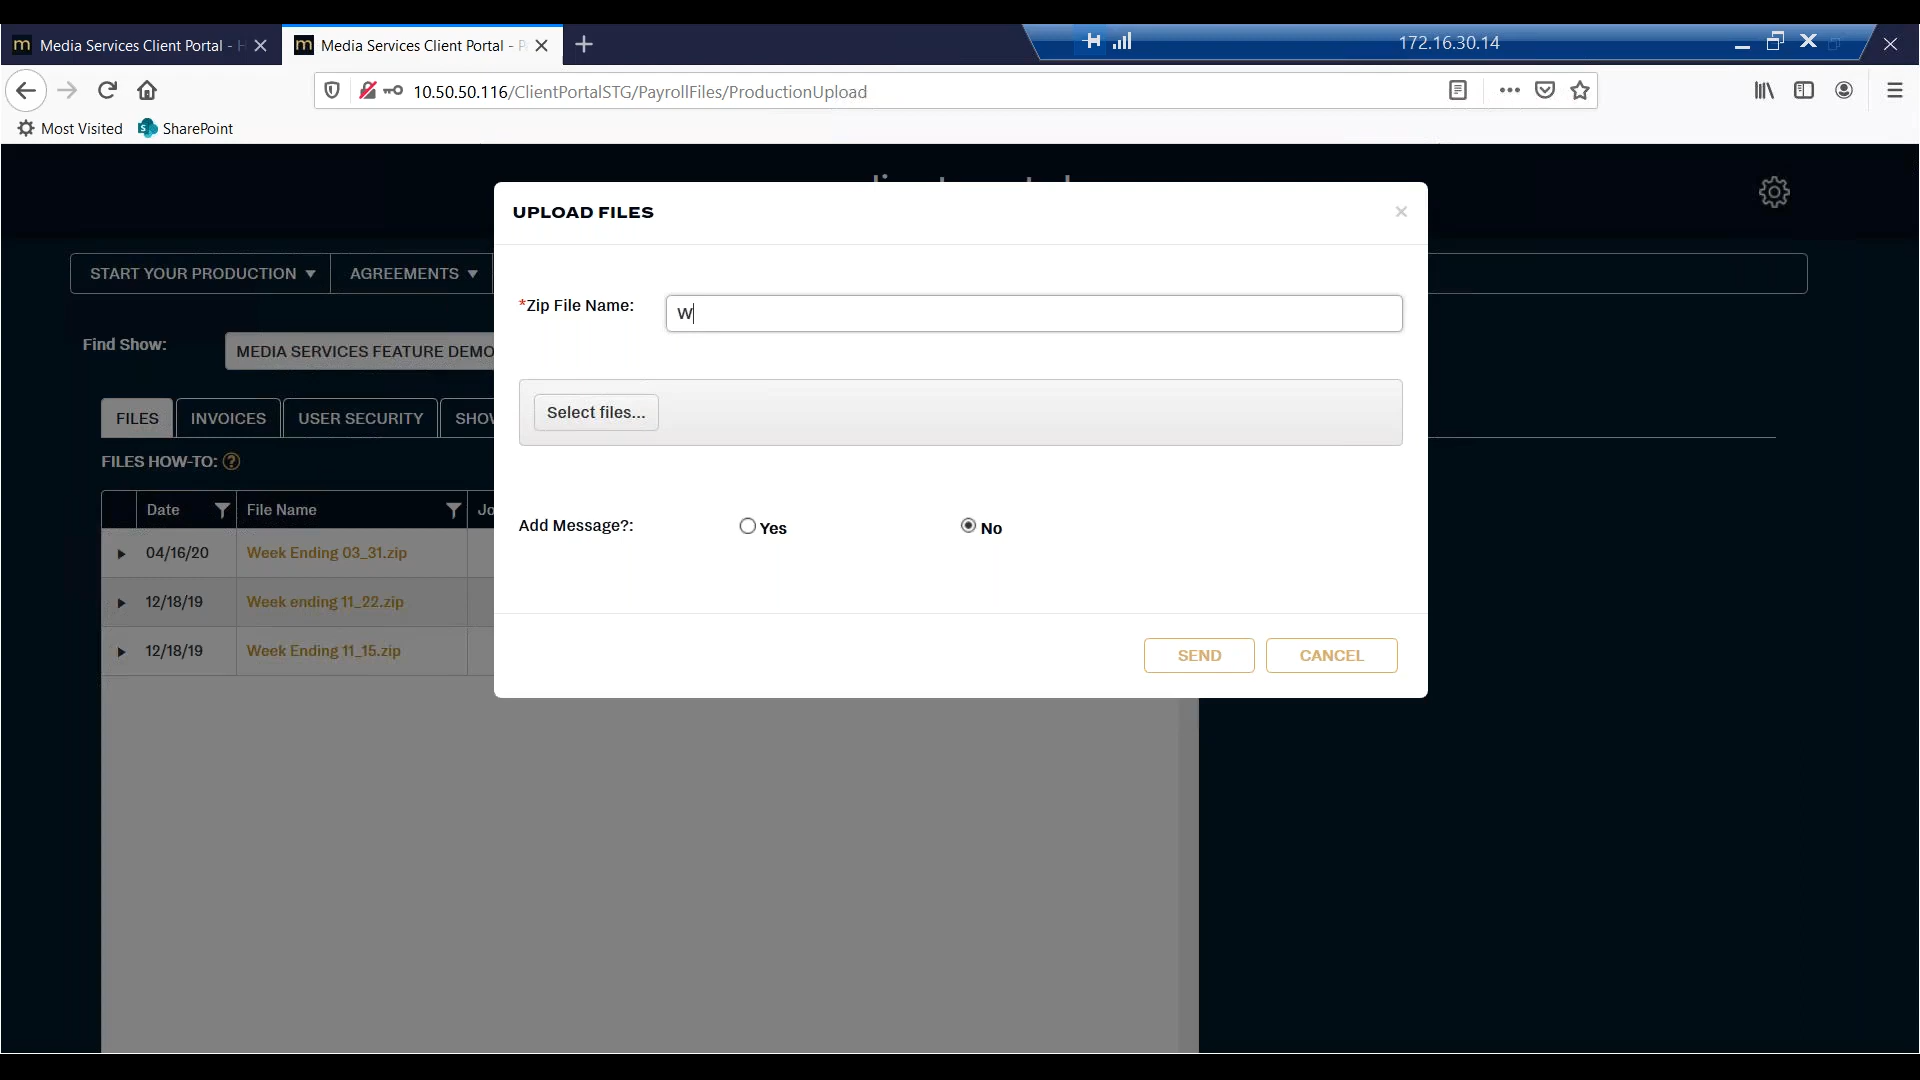 Media Services Client Portal - H
Media Services Client Portal - P
172.16.30.14
10.50.50.116/ClientPortalSTG/PayrollFiles/ProductionUpload
Most Visited
SharePoint
UPLOAD FILES
START YOUR PRODUCTION
AGREEMENTS
*Zip File Name:
W
Find Show:
MEDIA SERVICES FEATURE DEMO
Select files...
FILES
INVOICES
USER SECURITY
SHOW
FILES HOW-TO:
Date
File Name
Jo
Add Message?:
Yes
No
04/16/20
Week Ending 03_31.zip
12/18/19
Week ending 11_22.zip
12/18/19
Week Ending 11_15.zip
SEND
CANCEL